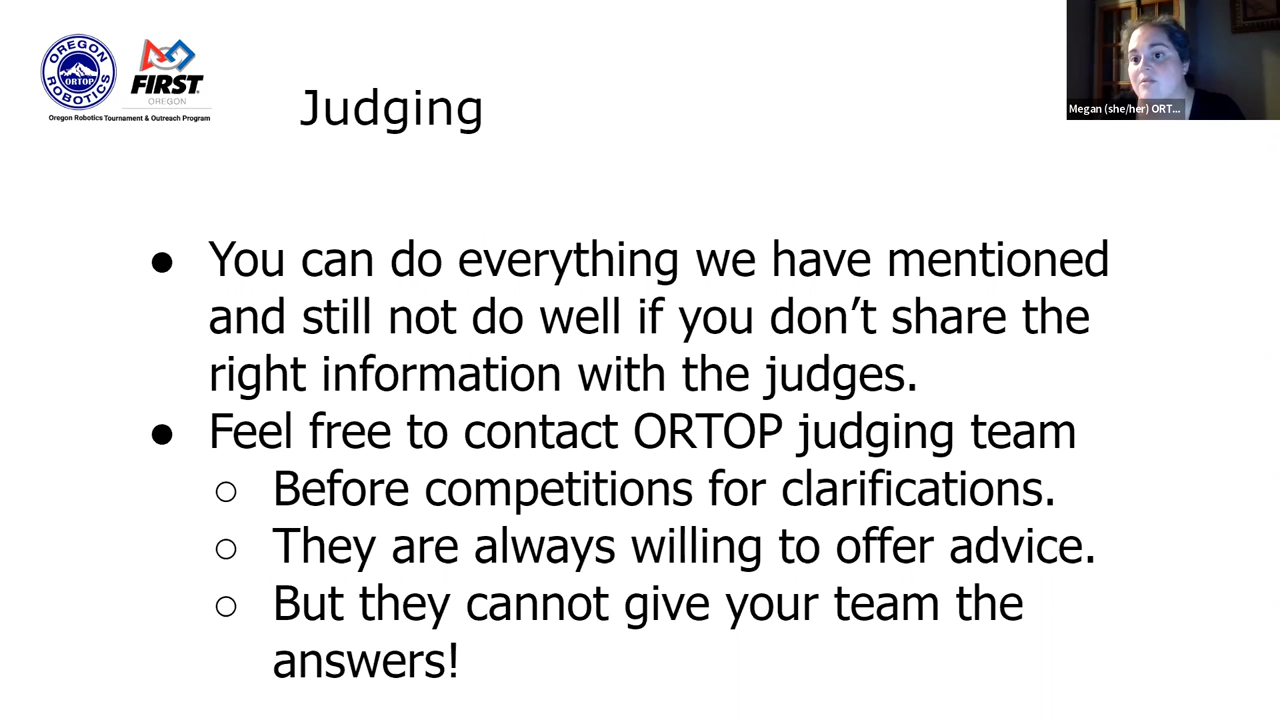 OREGON ROBOTICS
ORTOP
FIRST
OREGON
Oregon Robotics Tournament & Outreach Program
Judging
Megan (she/her) ORT...
● You can do everything we have mentioned
and still not do well if you don’t share the
right information with the judges.
● Feel free to contact ORTOP judging team
○ Before competitions for clarifications.
○ They are always willing to offer advice.
○ But they cannot give your team the
answers!